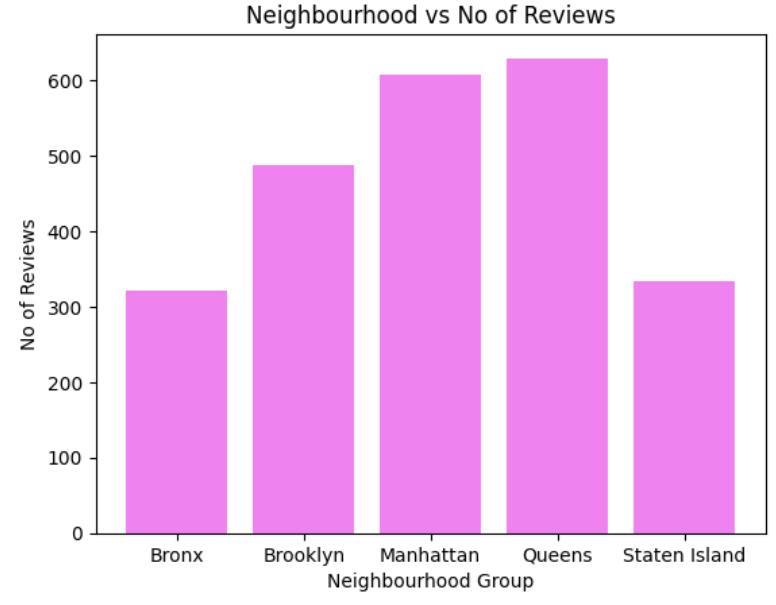 Neighbourhood vs No of Reviews
No of Reviews
600
500
400
300
200
100
0
Bronx Brooklyn Manhattan Queens Staten Island
Neighbourhood Group